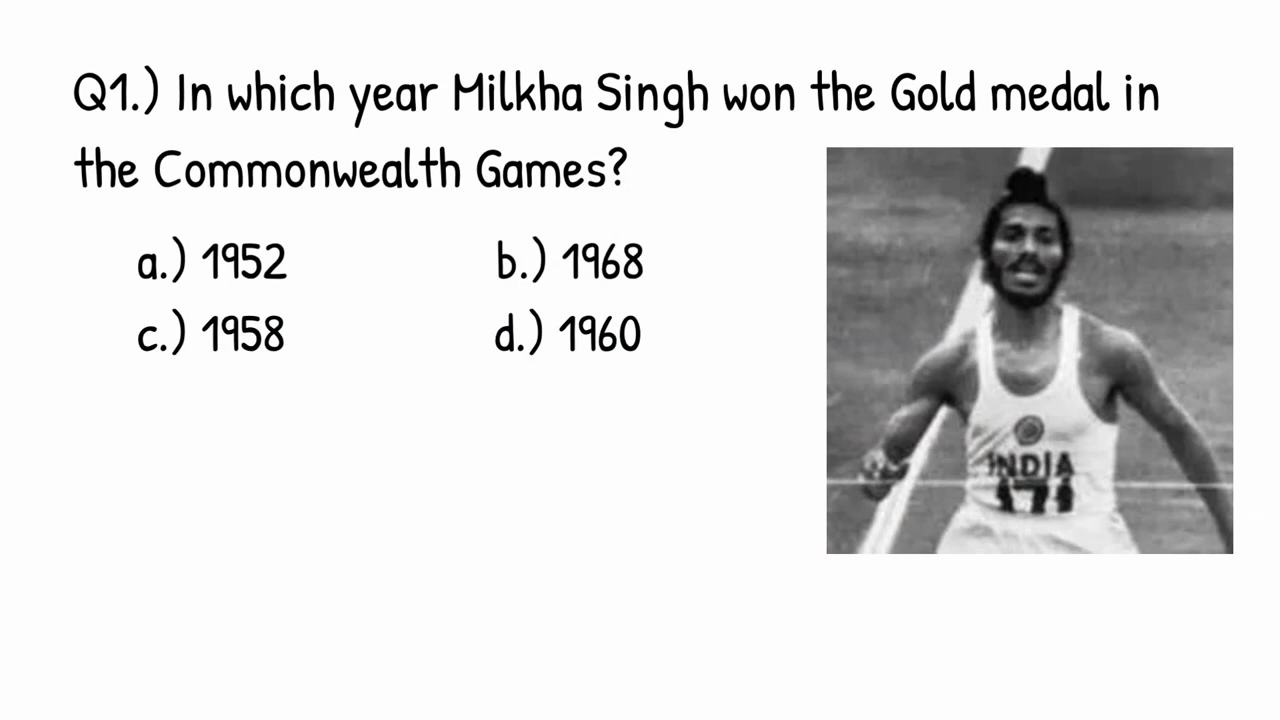 Q1.) In which year Milkha Singh won the Gold medal in
the Commonwealth Games?
a.) 1952 b.) 1968
c.) 1958 d.) 1960
INDIA